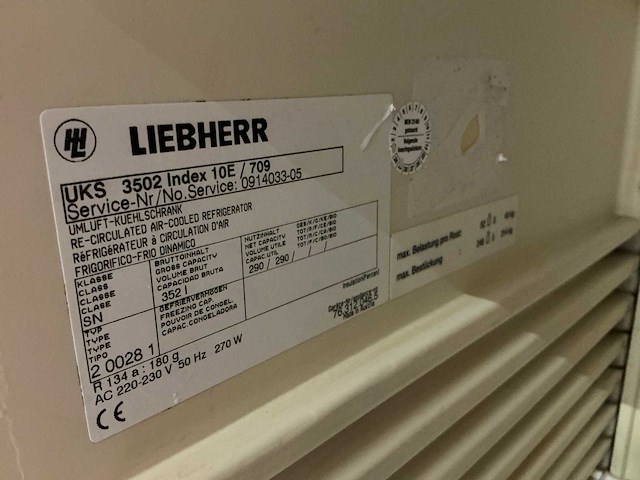 LIEBHERR
UKS 3502 Index 10E / 709
Service-Nr/No.Service: 0914033-05
UMLUFT-KUEHLSCHRANK
RE-CIRCULATED AIR-COOLED REFRIGERATOR
RéFRIGéRATEUR à CIRCULATION D'AIR
FRIGORIFICO-FRIO DINAMICO
KLASSE
CLASS
CLASSE
CLASE
SN
BRUTTOINHALT
GROSS CAPACITY
VOLUME BRUT
CAPACIDAD BRUTA
352 l
NUTZINHALT
NET CAPACITY
VOLUME UTILE
CAPAC.UTIL
290 / 290 / / /
TYP
TYPE
TYPE
TIPO
2 0028 1
GEFRIERVERMÖGEN
FREEZING CAP.
POUVOIR DE CONGEL.
CAPAC.CONGELADORA
Insulation/Pentan
R 134 a : 180 g
AC 220-230 V 50 Hz 270 W
CE
max. Belastung pro Rost:
max. Bestückung